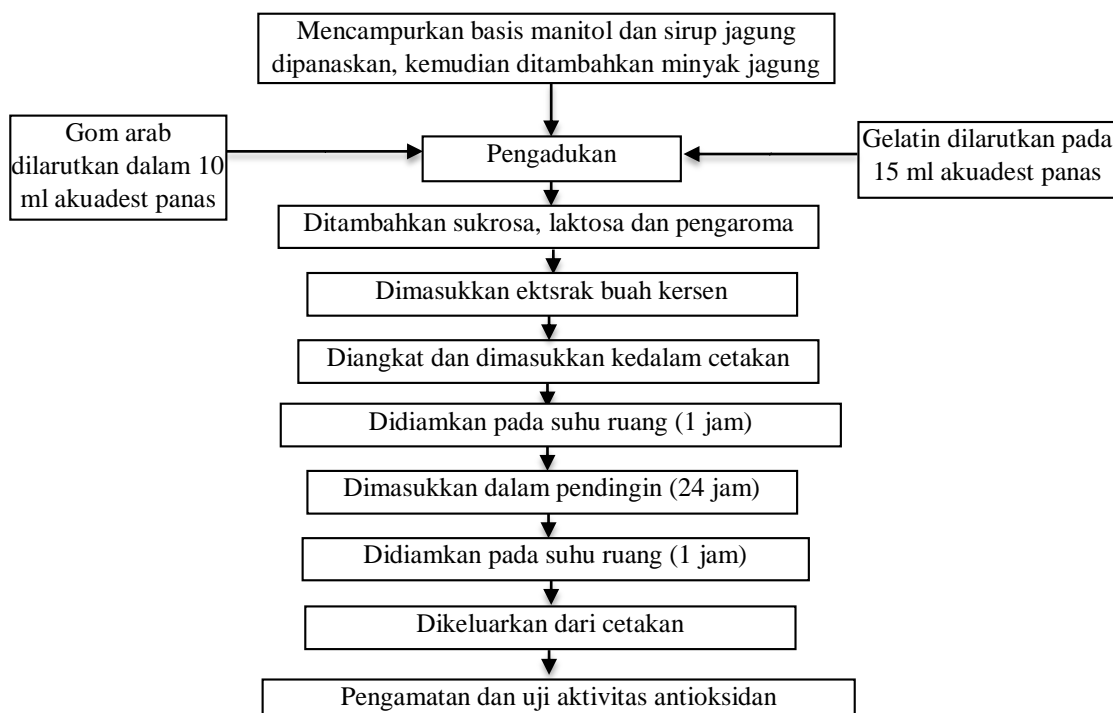 Mencampurkan basis manitol dan sirup jagung
dipanaskan, kemudian ditambahkan minyak jagung
Gom arab
dilarutkan dalam 10
ml akuadest panas
Pengadukan
Gelatin dilarutkan pada
15 ml akuadest panas
Ditambahkan sukrosa, laktosa dan pengaroma
Dimasukkan ektsrak buah kersen
Diangkat dan dimasukkan kedalam cetakan
Didiamkan pada suhu ruang (1 jam)
Dimasukkan dalam pendingin (24 jam)
Didiamkan pada suhu ruang (1 jam)
Dikeluarkan dari cetakan
Pengamatan dan uji aktivitas antioksidan